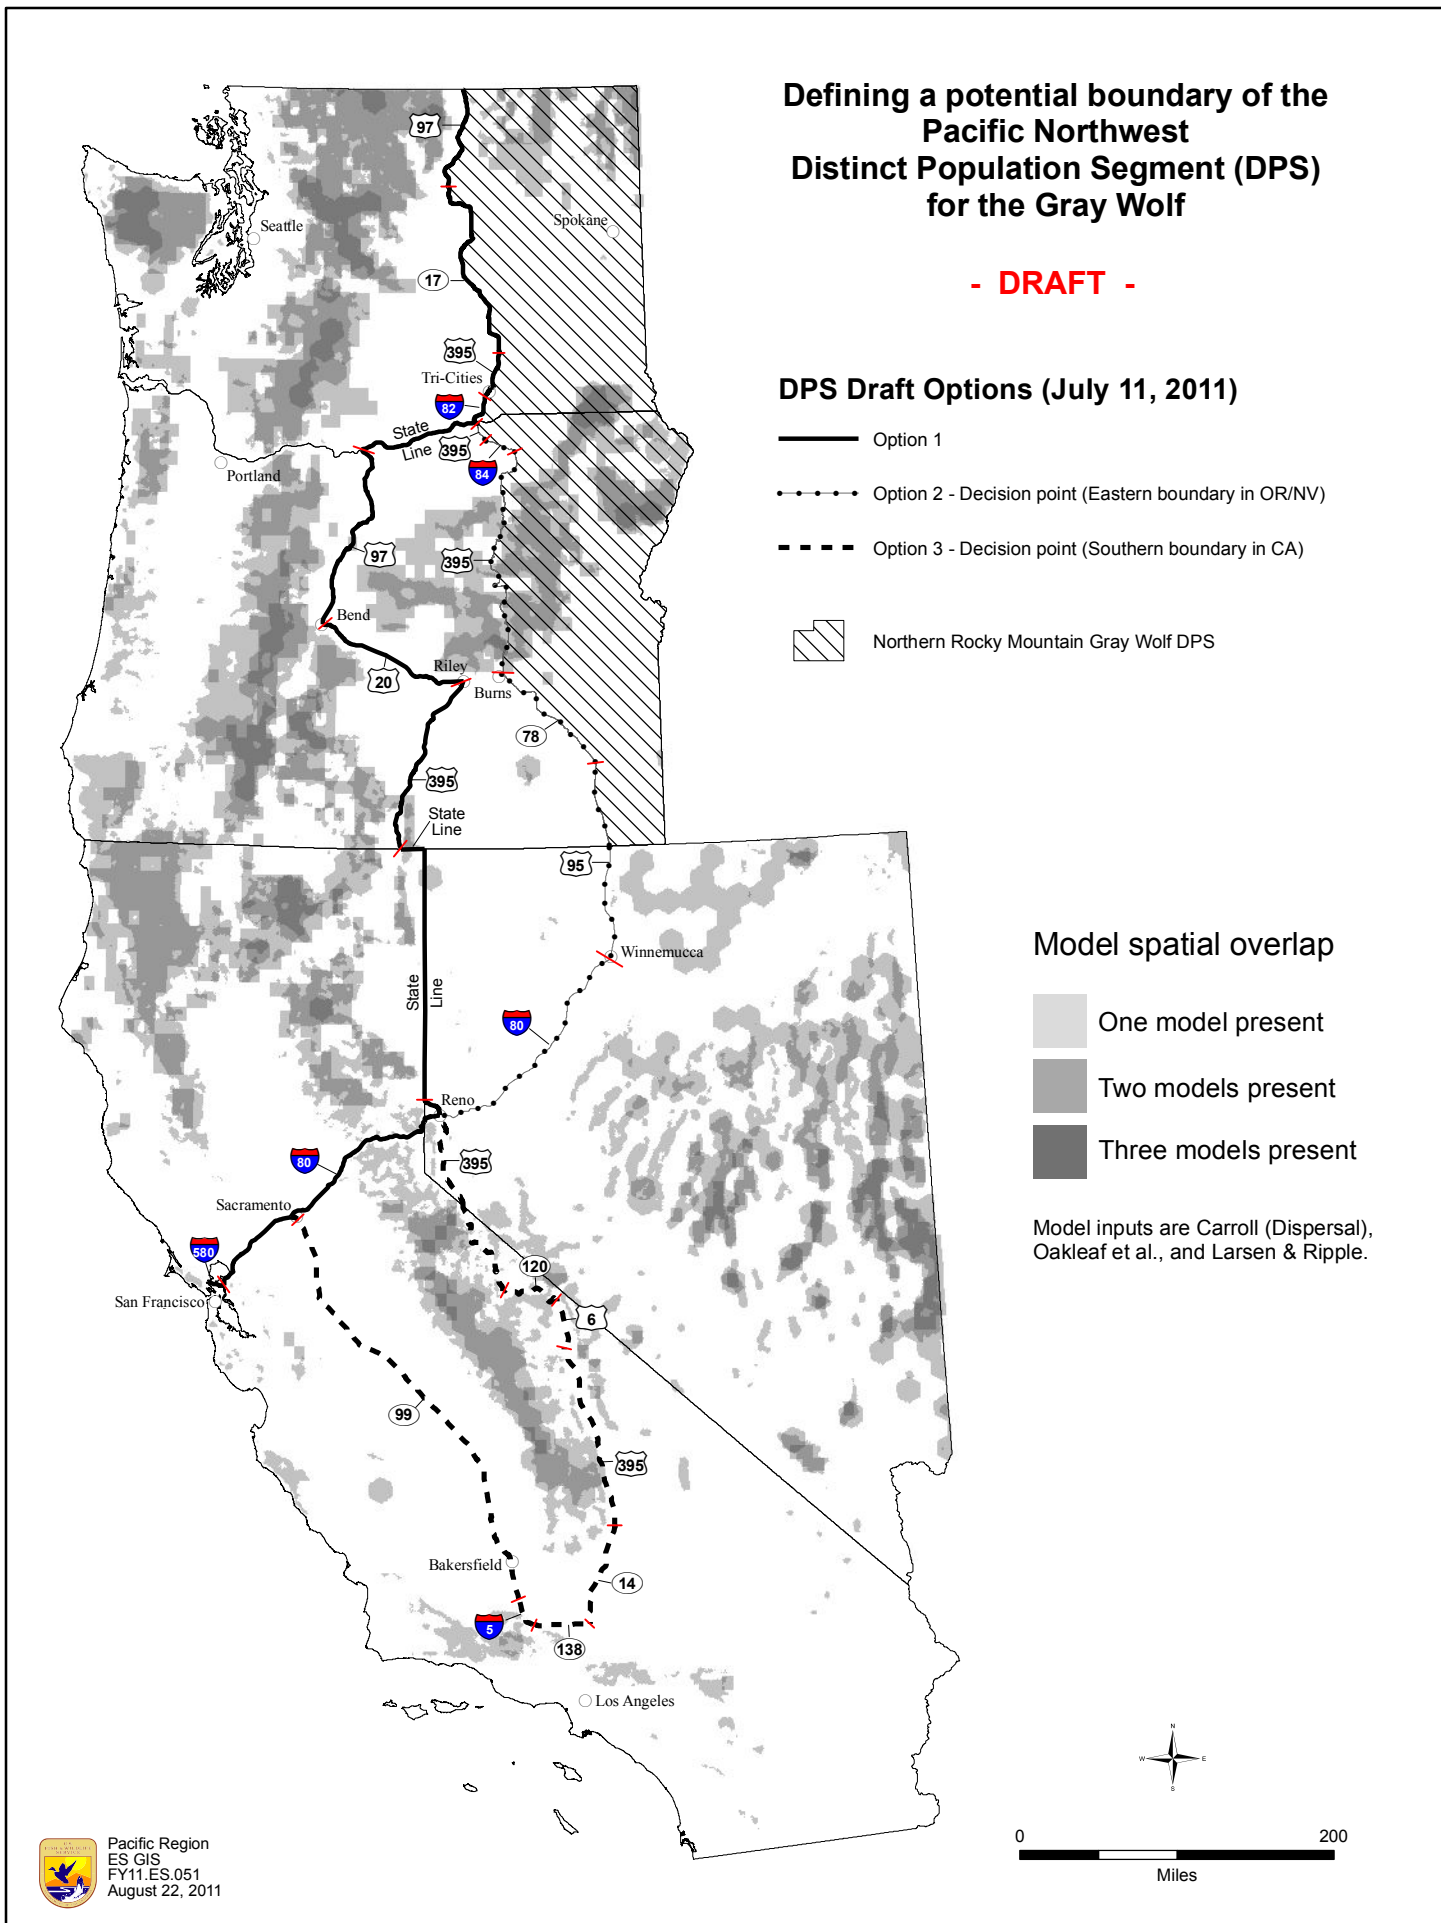 Defining a potential boundary of the
Pacific Northwest
Distinct Population Segment (DPS)
for the Gray Wolf
- DRAFT -
DPS Draft Options (July 11, 2011)
Option 1
Option 2 - Decision point (Eastern boundary in OR/NV)
Option 3 - Decision point (Southern boundary in CA)
Northern Rocky Mountain Gray Wolf DPS
97
Seattle
Spokane
17
395
Tri-Cities
82
State
Line
395
84
Portland
97
395
Bend
Riley
20
Burns
78
395
State
Line
95
Winnemucca
State
Line
80
Reno
395
80
Sacramento
580
San Francisco
120
6
99
395
Bakersfield
14
5
138
Los Angeles
Model spatial overlap
One model present
Two models present
Three models present
Model inputs are Carroll (Dispersal),
Oakleaf et al., and Larsen & Ripple.
N
W
E
S
0
200
Miles
Pacific Region
ES GIS
FY11.ES.051
August 22, 2011